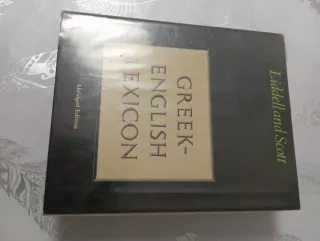 Liddell and Scott
GREEK-
ENGLISH
LEXICON
Abridged Edition